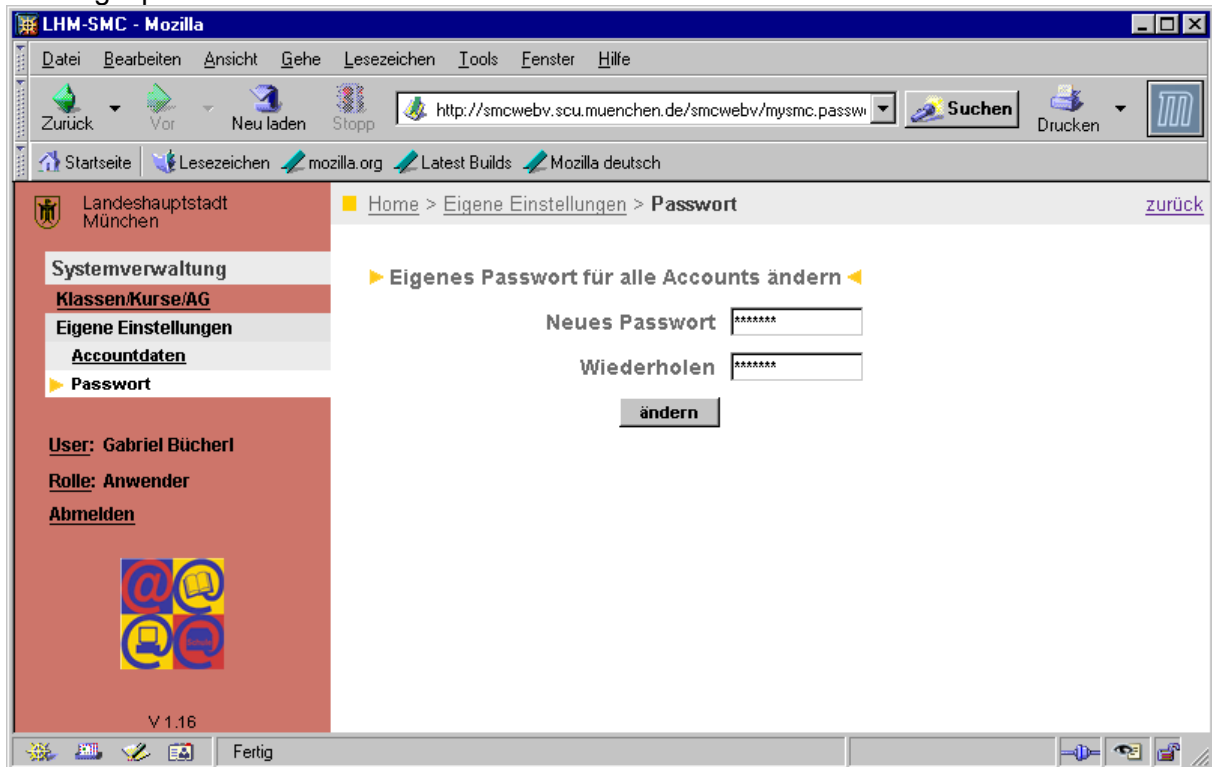 LHM-SMC - Mozilla
Datei Bearbeiten Ansicht Gehe Lesezeichen Tools Fenster Hilfe
Zurück Vor Neu laden Stopp http://smcwebv.scu.muenchen.de/smcwebv/mysmc.passw Suchen Drucken
Startseite Lesezeichen mozilla.org Latest Builds Mozilla deutsch
Landeshauptstadt
München
Home > Eigene Einstellungen > Passwort zurück
Systemverwaltung
Klassen/Kurse/AG
Eigene Einstellungen
Accountdaten
Passwort
User: Gabriel Bücherl
Rolle: Anwender
Abmelden
V 1.16
Eigenes Passwort für alle Accounts ändern
Neues Passwort *******
Wiederholen *******
ändern
Fertig